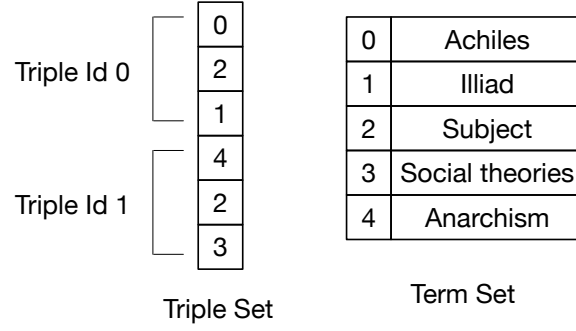 Triple Id 0
0
2
1
Triple Id 1
4
2
3
Triple Set
0 Achiles
1 Illiad
2 Subject
3 Social theories
4 Anarchism
Term Set